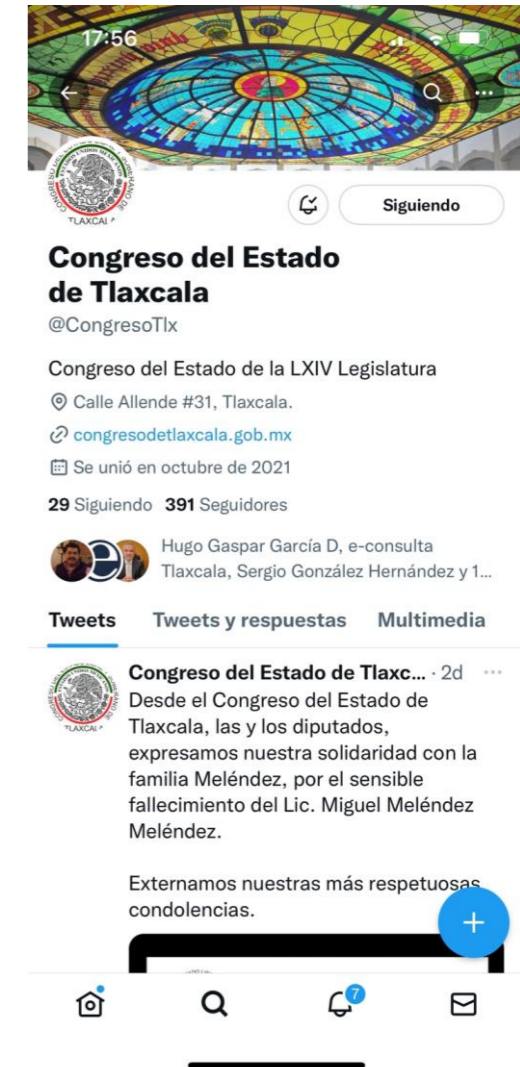 17:56
Siguiendo
Congreso del Estado
de Tlaxcala
@CongresoTlx
Congreso del Estado de la LXIV Legislatura
Calle Allende #31, Tlaxcala.
congresodetlaxcala.gob.mx
Se unió en octubre de 2021
29 Siguiendo 391 Seguidores
Hugo Gaspar García D, e-consulta
Tlaxcala, Sergio González Hernández y 1...
Tweets Tweets y respuestas Multimedia
Congreso del Estado de Tlaxc... · 2d
Desde el Congreso del Estado de
Tlaxcala, las y los diputados,
expresamos nuestra solidaridad con la
familia Meléndez, por el sensible
fallecimiento del Lic. Miguel Meléndez
Meléndez.
Externamos nuestras más respetuosas
condolencias.
7